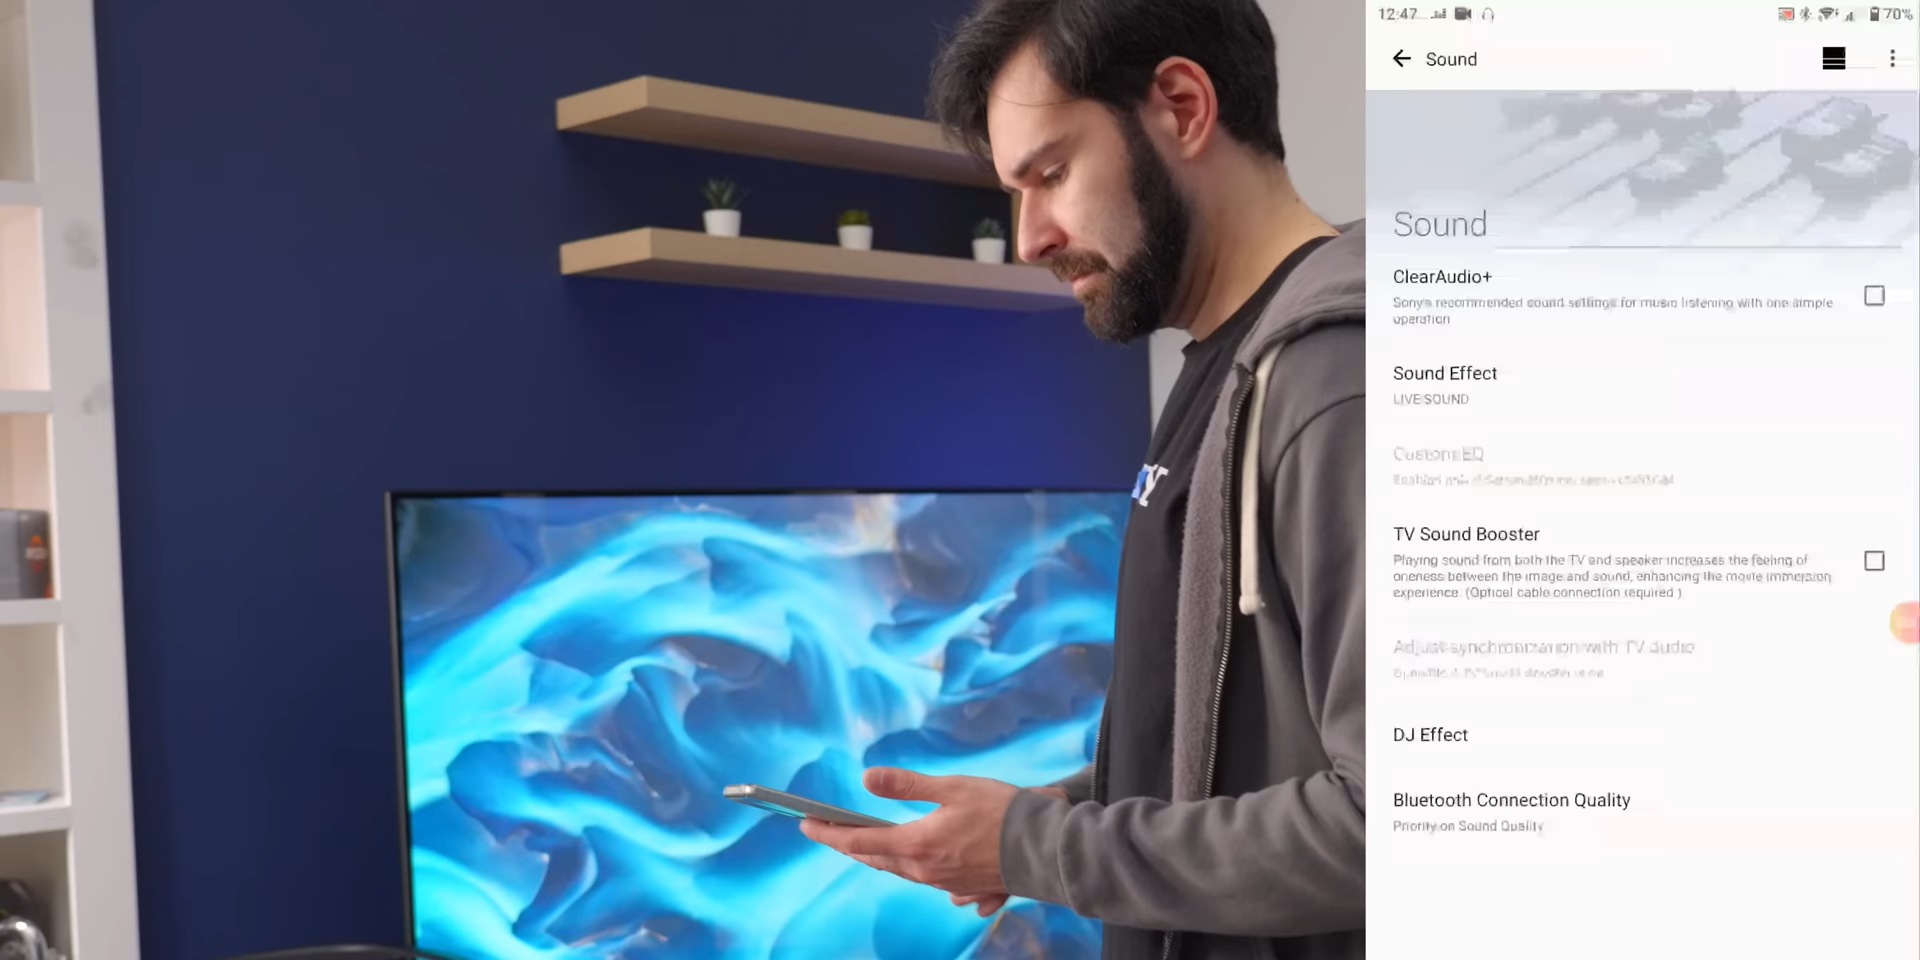 12:47
70%
Sound
Sound
ClearAudio+
Sony's recommended sound settings for music listening with one simple
operation
Sound Effect
LIVE SOUND
Custom EQ
TV Sound Booster
Playing sound from both the TV and speaker increases the feeling of
oneness between the image and sound, enhancing the movie immersion
experience. (Optical cable connection required.)
Adjust synchronization with TV audio
DJ Effect
Bluetooth Connection Quality
Priority on Sound Quality
Y